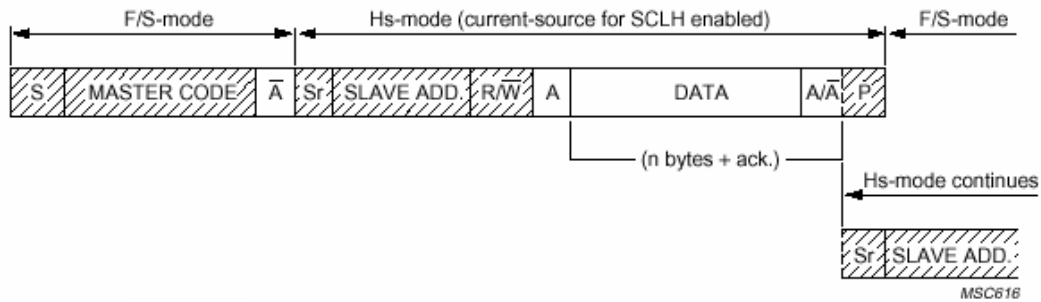 F/S-mode Hs-mode (current-source for SCLH enabled) F/S-mode
S MASTER CODE A̅ Sr SLAVE ADD. R/W̅ A DATA A/A̅ P
(n bytes + ack.)
Hs-mode continues
Sr SLAVE ADD.
MSC616